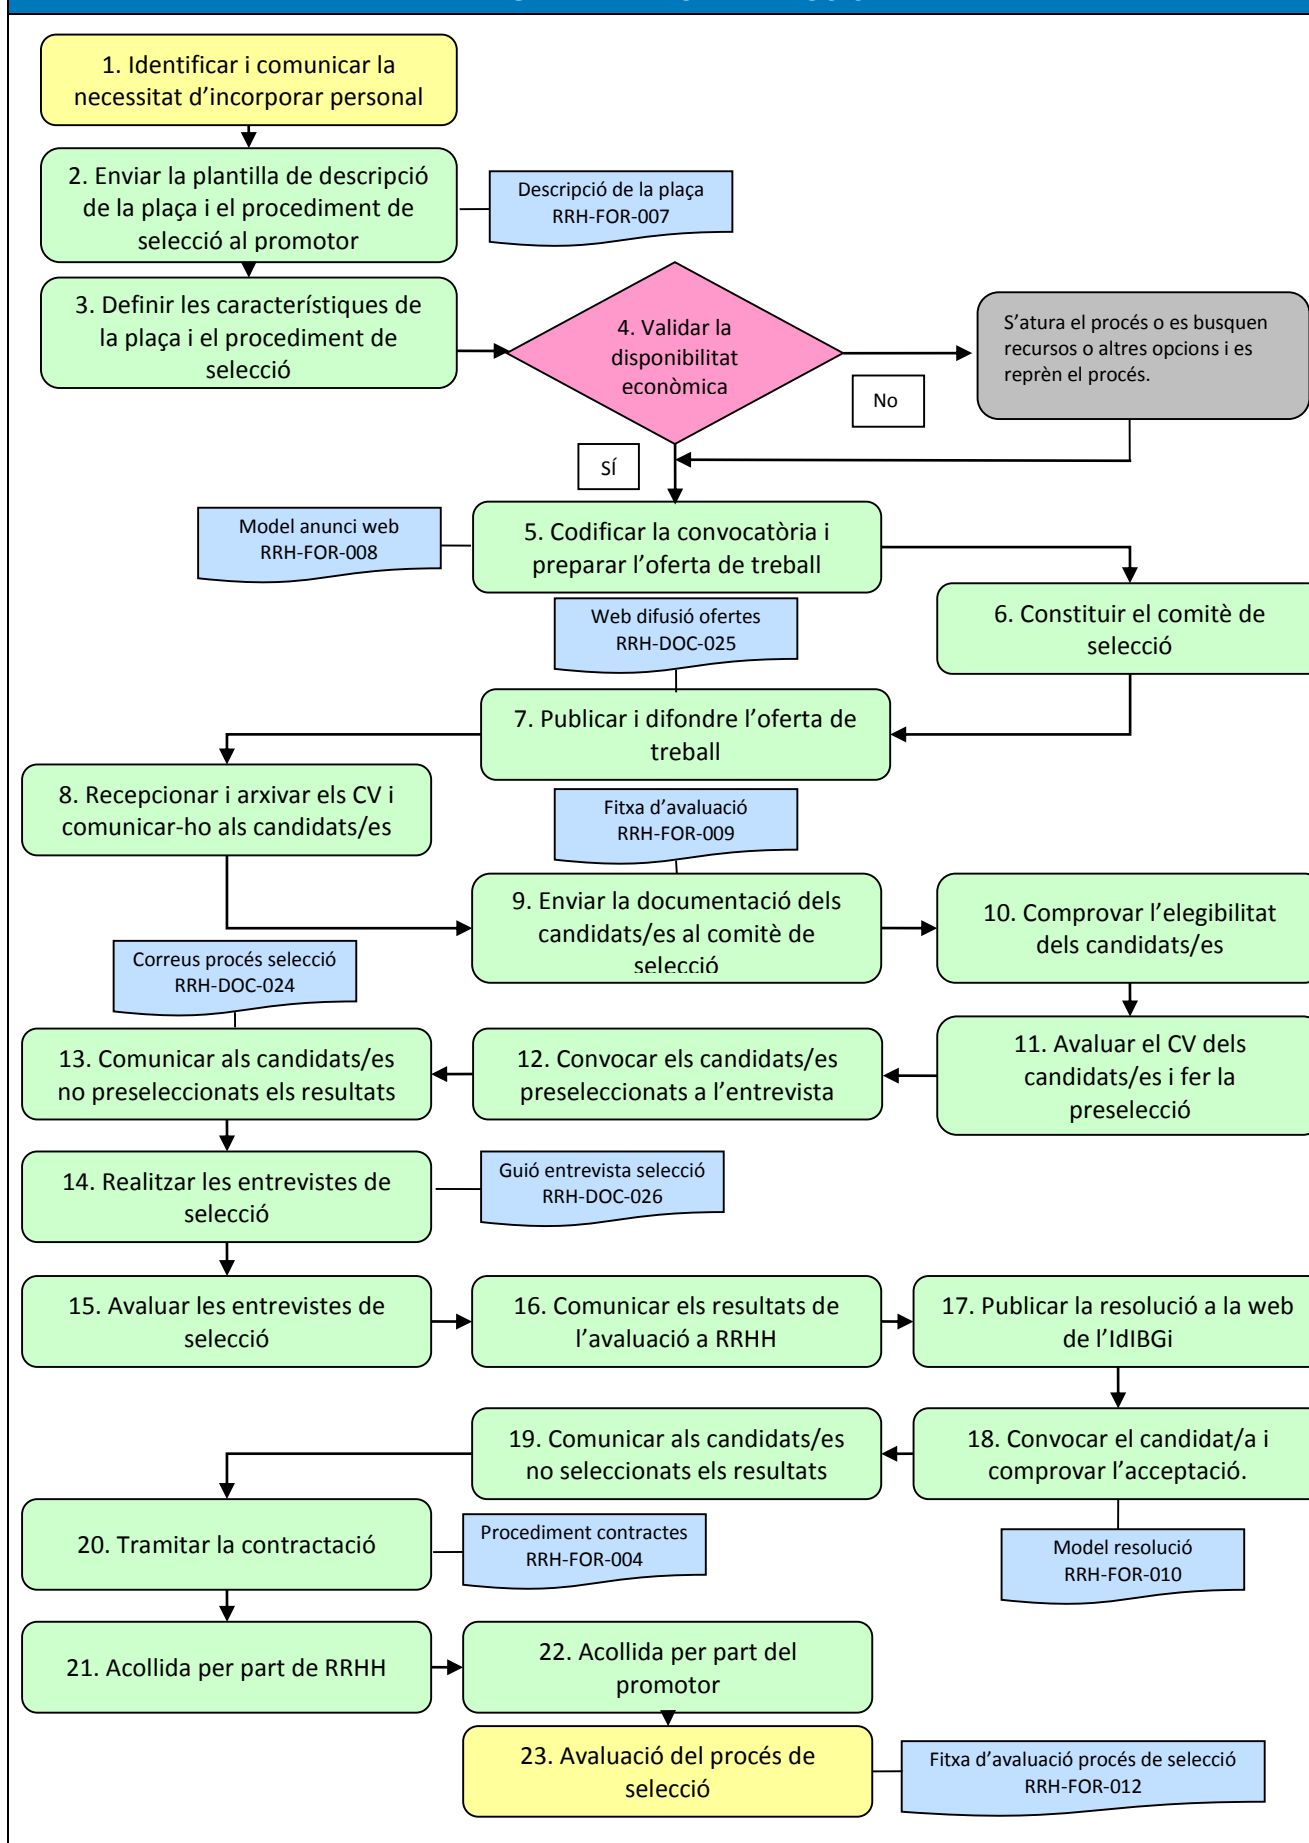 1. Identificar i comunicar la
necessitat d’incorporar personal
2. Enviar la plantilla de descripció
de la plaça i el procediment de
selecció al promotor
Descripció de la plaça
RRH-FOR-007
3. Definir les característiques de
la plaça i el procediment de
selecció
4. Validar la
disponibilitat
econòmica
S’atura el procés o es busquen
recursos o altres opcions i es
reprèn el procés.
No
SÍ
Model anunci web
RRH-FOR-008
5. Codificar la convocatòria i
preparar l’oferta de treball
Web difusió ofertes
RRH-DOC-025
6. Constituir el comitè de
selecció
7. Publicar i difondre l’oferta de
treball
8. Recepcionar i arxivar els CV i
comunicar-ho als candidats/es
Fitxa d’avaluació
RRH-FOR-009
9. Enviar la documentació dels
candidats/es al comitè de
selecció
10. Comprovar l’elegibilitat
dels candidats/es
Correus procés selecció
RRH-DOC-024
13. Comunicar als candidats/es
no preseleccionats els resultats
12. Convocar els candidats/es
preseleccionats a l’entrevista
11. Avaluar el CV dels
candidats/es i fer la
preselecció
14. Realitzar les entrevistes de
selecció
Guió entrevista selecció
RRH-DOC-026
15. Avaluar les entrevistes de
selecció
16. Comunicar els resultats de
l’avaluació a RRHH
17. Publicar la resolució a la web
de l’IdIBGi
19. Comunicar als candidats/es
no seleccionats els resultats
18. Convocar el candidat/a i
comprovar l’acceptació.
20. Tramitar la contractació
Procediment contractes
RRH-FOR-004
Model resolució
RRH-FOR-010
21. Acollida per part de RRHH
22. Acollida per part del
promotor
23. Avaluació del procés de
selecció
Fitxa d’avaluació procés de selecció
RRH-FOR-012